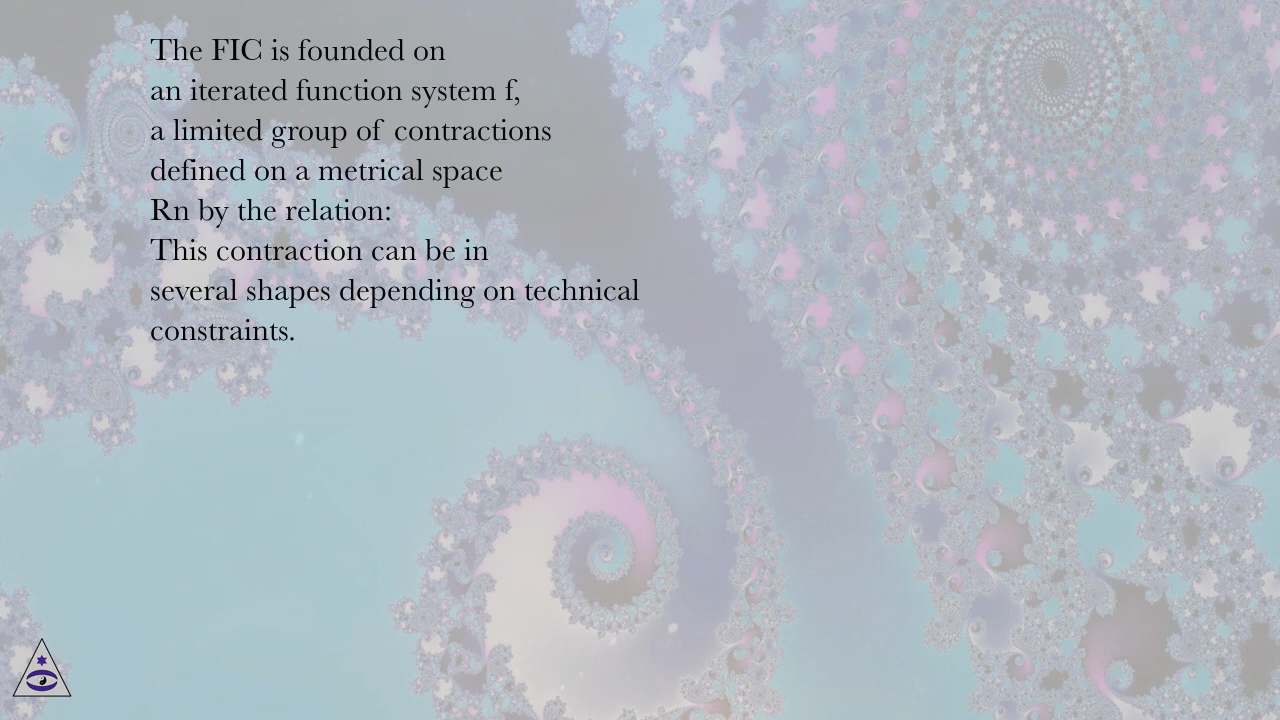 The FIC is founded on
an iterated function system f,
a limited group of contractions
defined on a metrical space
Rn by the relation:
This contraction can be in
several shapes depending on technical
constraints.